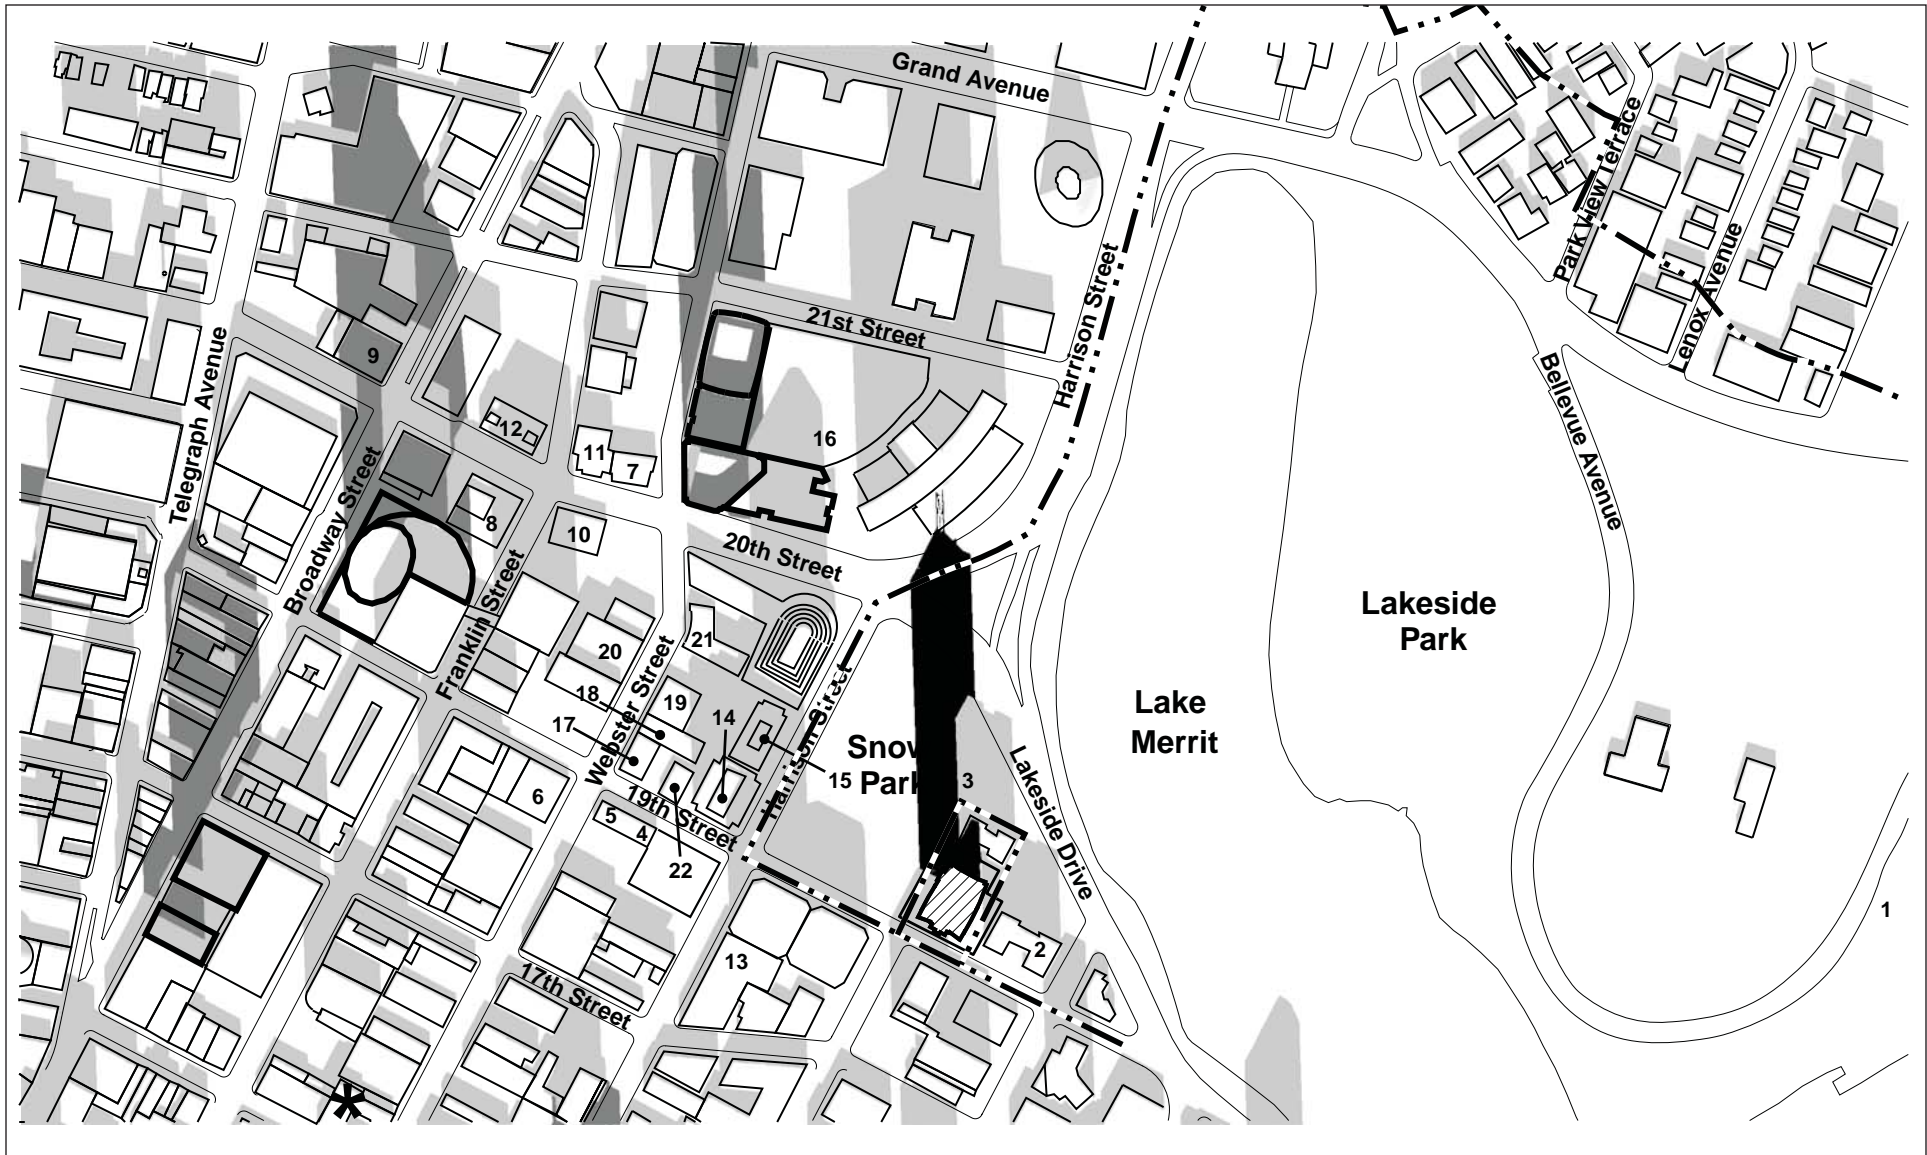 Grand Avenue
Park View Terrace
Harrison Street
Lenox Avenue
21st Street
Telegraph Avenue
9
Bellevue Avenue
12
16
11
7
Broadway Street
8
10
20th Street
Franklin Street
Lakeside
Park
21
20
Webster Street
18
19
14
17
Harrison Street
Lake
Merrit
Snow
Park
15
3
Lakeside Drive
6
19th Street
5
4
22
1
2
13
17th Street
*